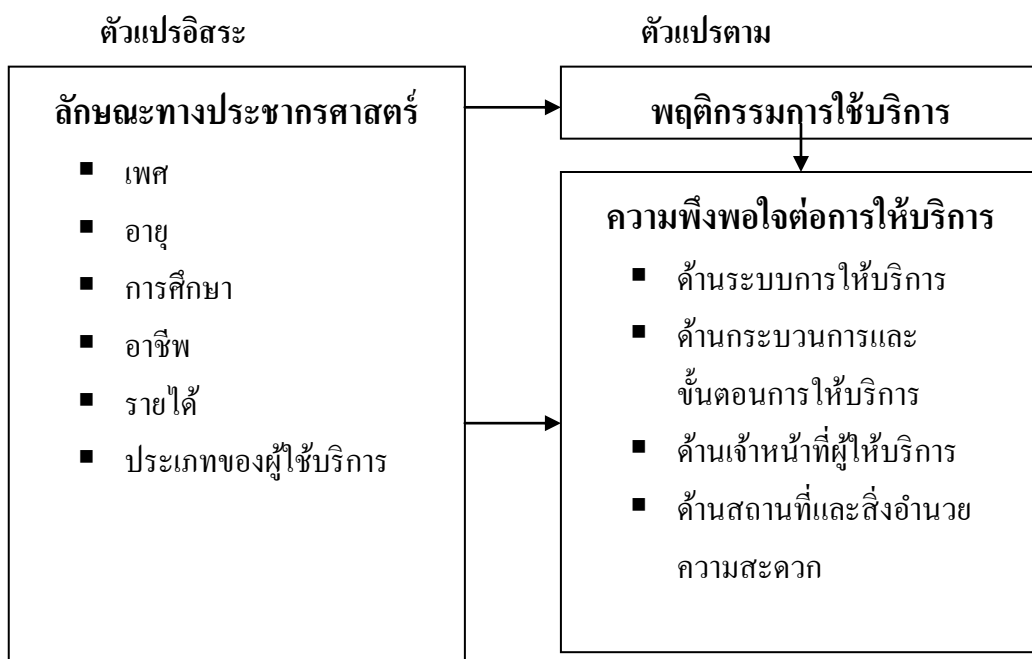 ตัวแปรอิสระ
ตัวแปรตาม
ลักษณะทางประชากรศาสตร์
▪ เพศ
▪ อายุ
▪ การศึกษา
▪ อาชีพ
▪ รายได้
▪ ประเภทของผู้ใช้บริการ
พฤติกรรมการใช้บริการ
ความพึงพอใจต่อการให้บริการ
▪ ด้านระบบการให้บริการ
▪ ด้านกระบวนการและ
ขั้นตอนการให้บริการ
▪ ด้านเจ้าหน้าที่ผู้ให้บริการ
▪ ด้านสถานที่และสิ่งอำนวย
ความสะดวก